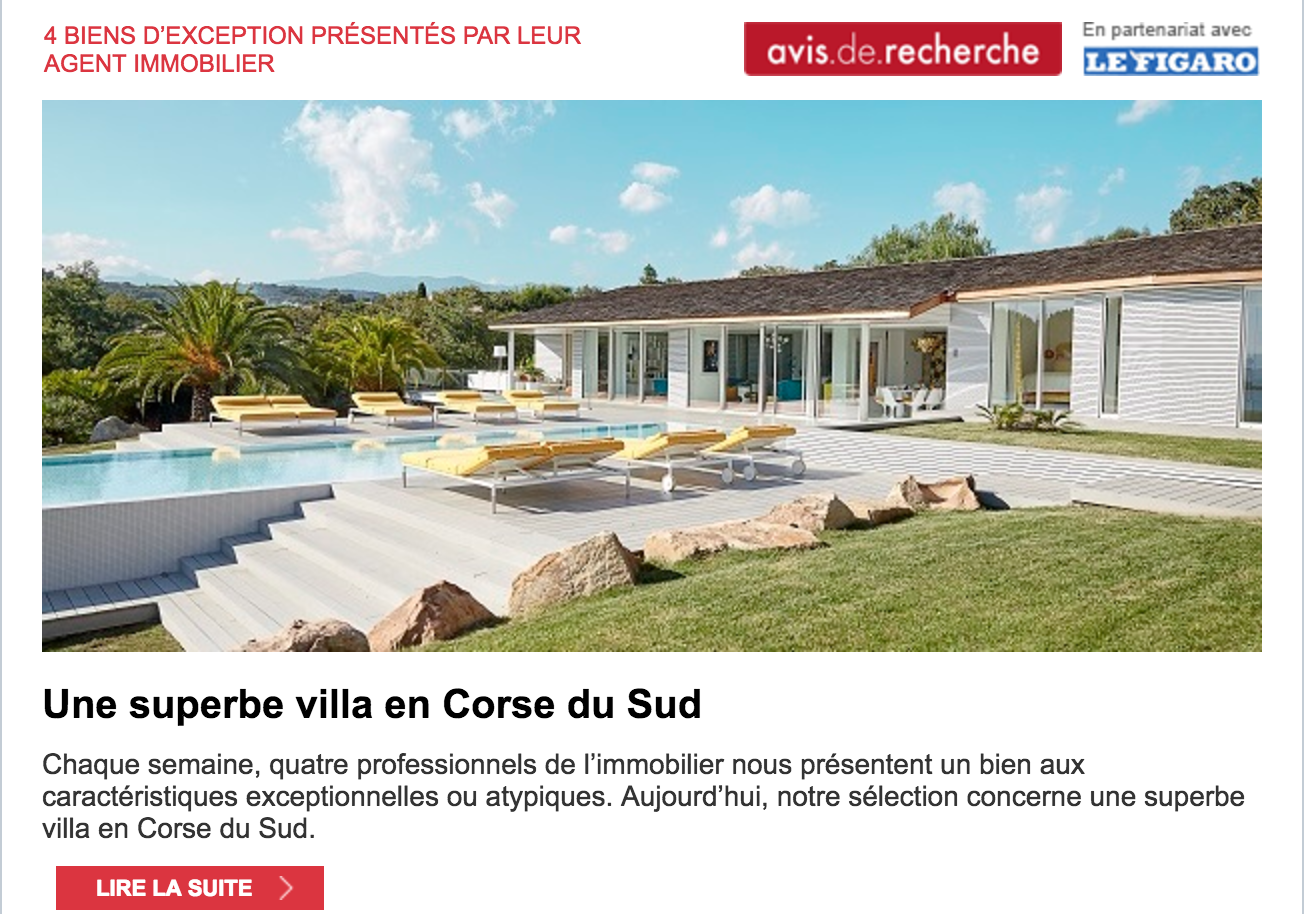 4 BIENS D’EXCEPTION PRÉSENTÉS PAR LEUR
AGENT IMMOBILIER
avis.de.recherche
En partenariat avec
LE FIGARO
Une superbe villa en Corse du Sud
Chaque semaine, quatre professionnels de l’immobilier nous présentent un bien aux
caractéristiques exceptionnelles ou atypiques. Aujourd’hui, notre sélection concerne une superbe
villa en Corse du Sud.
LIRE LA SUITE